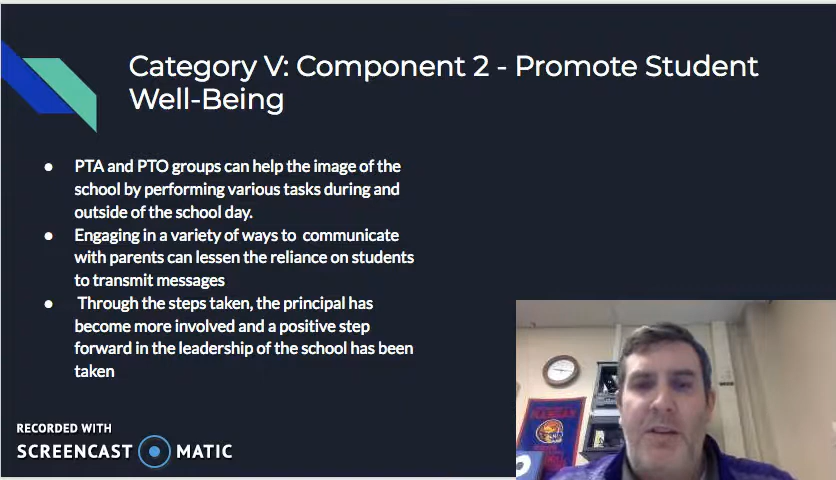 Category V: Component 2 - Promote Student
Well-Being
● PTA and PTO groups can help the image of the
school by performing various tasks during and
outside of the school day.
● Engaging in a variety of ways to communicate
with parents can lessen the reliance on students
to transmit messages
● Through the steps taken, the principal has
become more involved and a positive step
forward in the leadership of the school has been
taken
RECORDED WITH
SCREENCAST MATIC
KANSAS